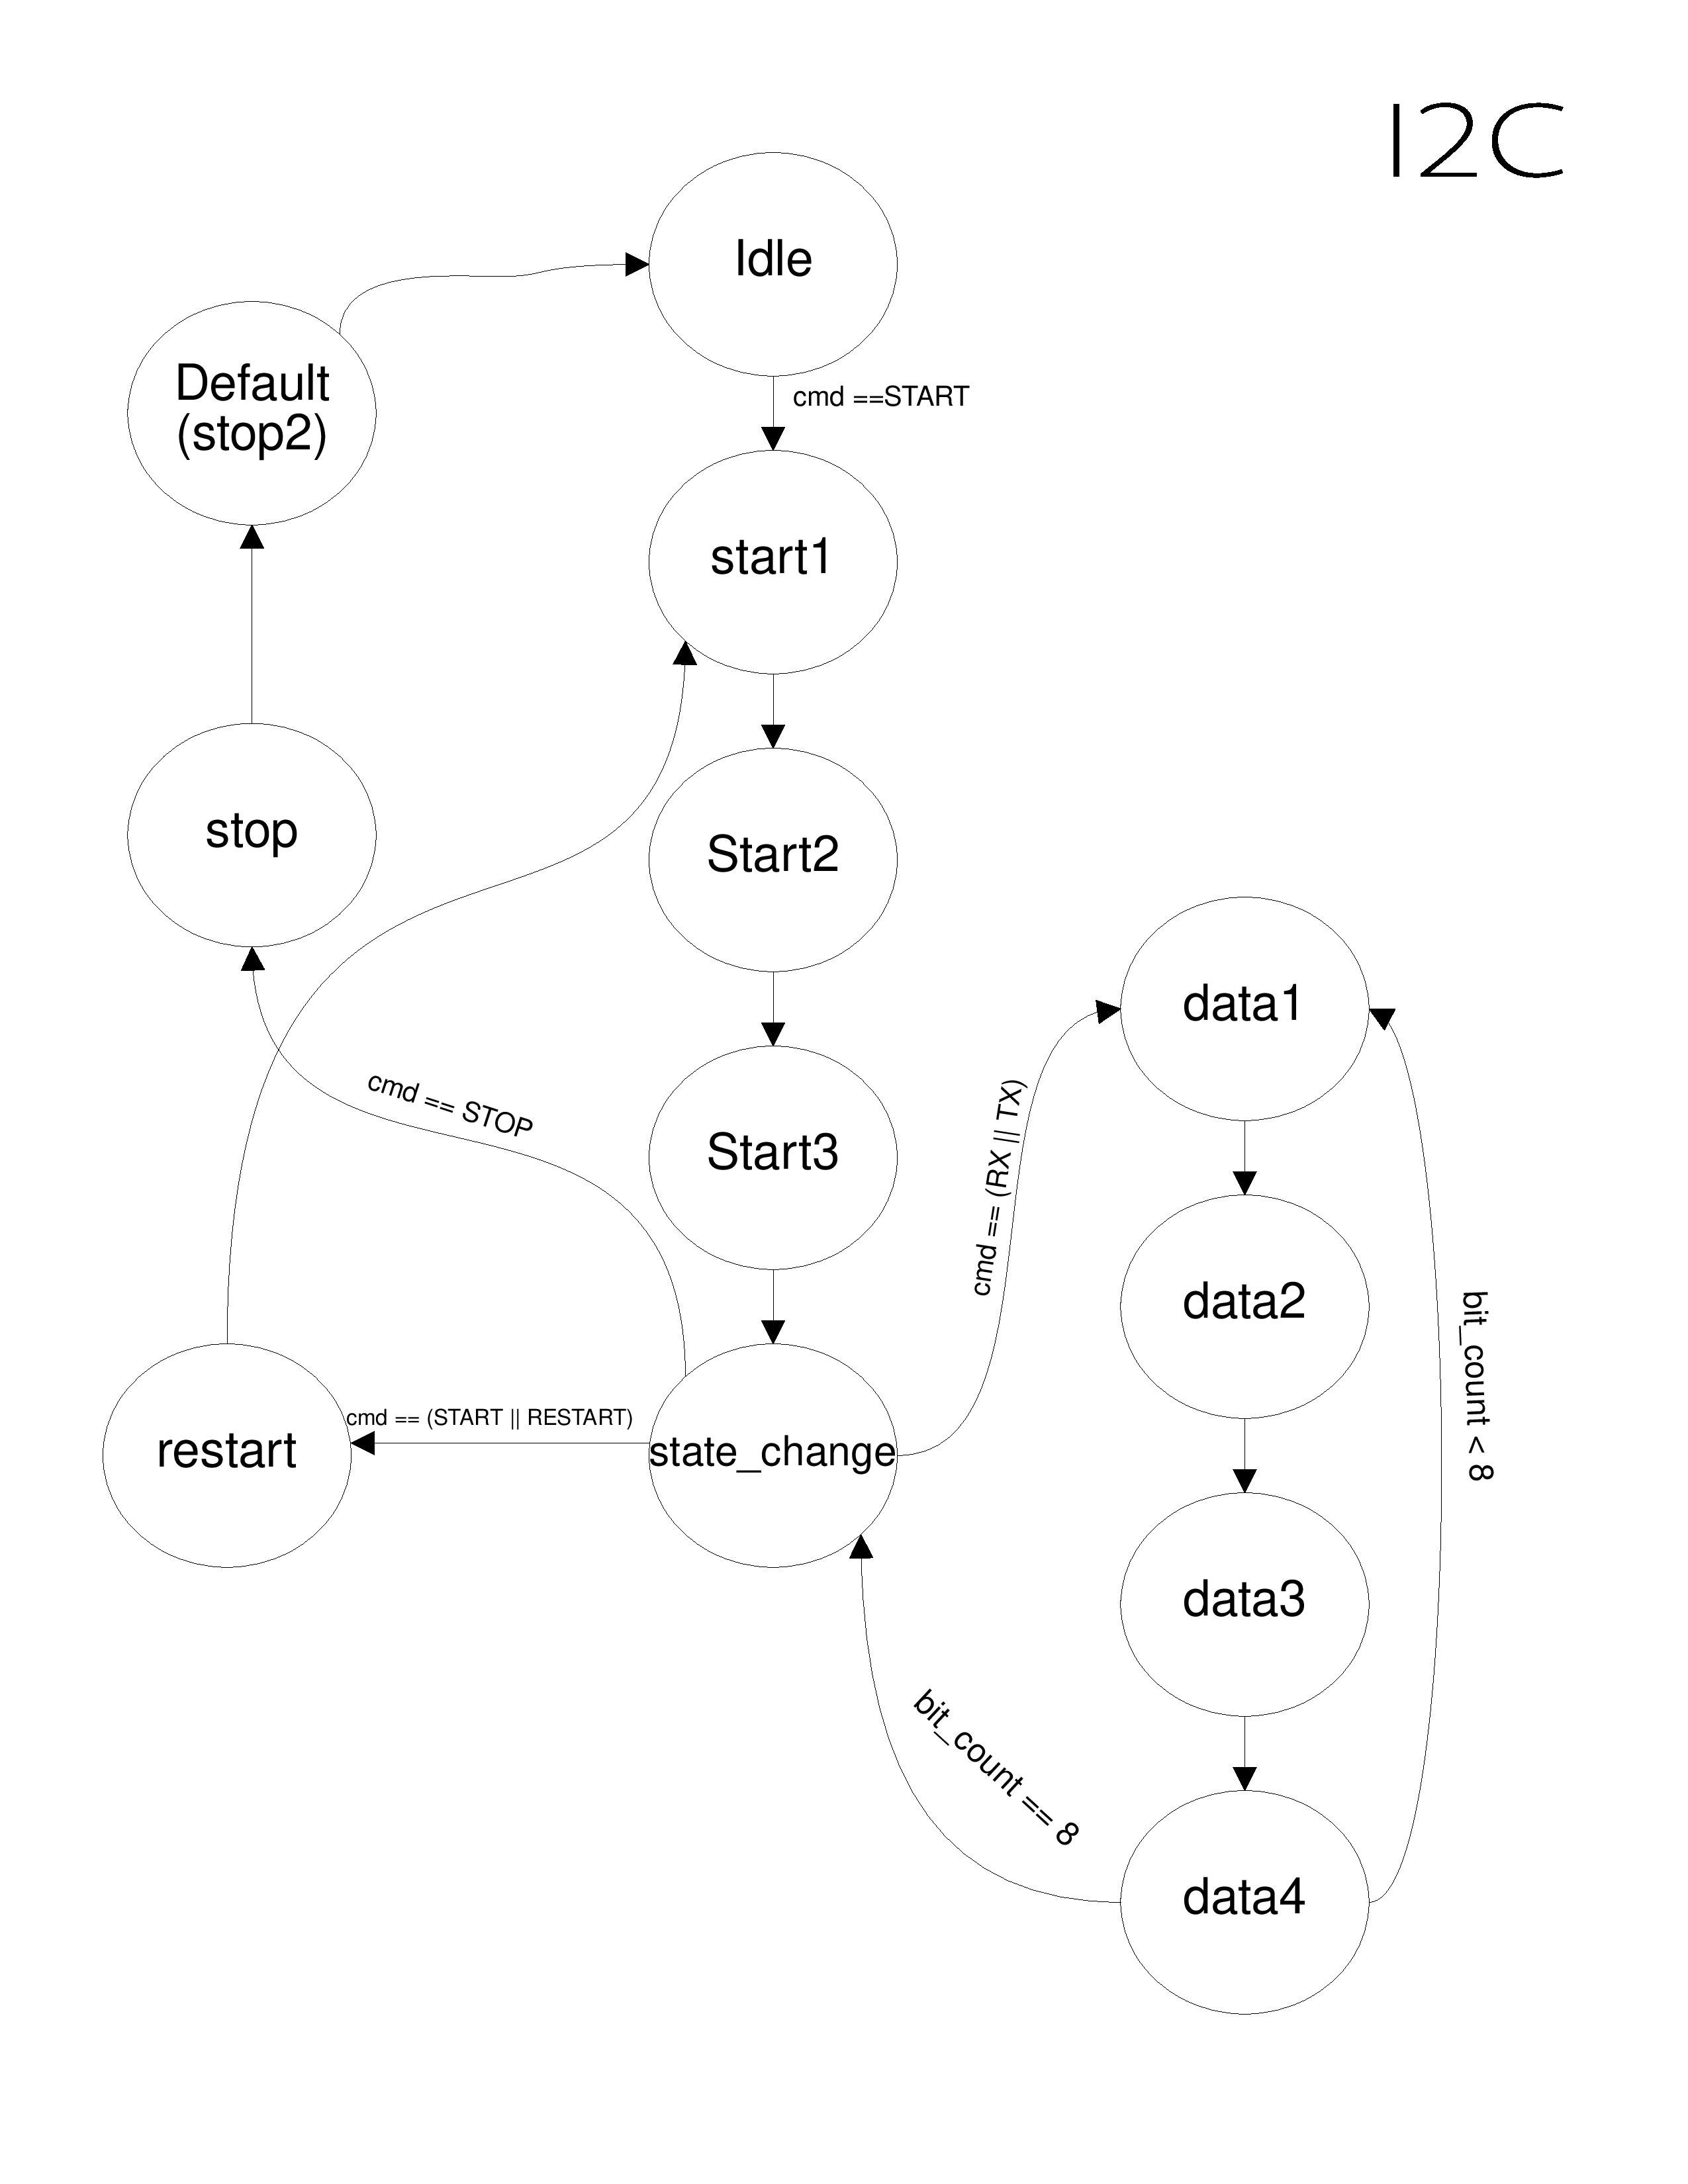 I2C
Idle
Default
(stop2)
cmd ==START
start1
stop
Start2
data1
cmd == STOP
Start3
cmd == (RX || TX)
data2
bit_count < 8
cmd == (START || RESTART)
restart
state_change
data3
bit_count == 8
data4